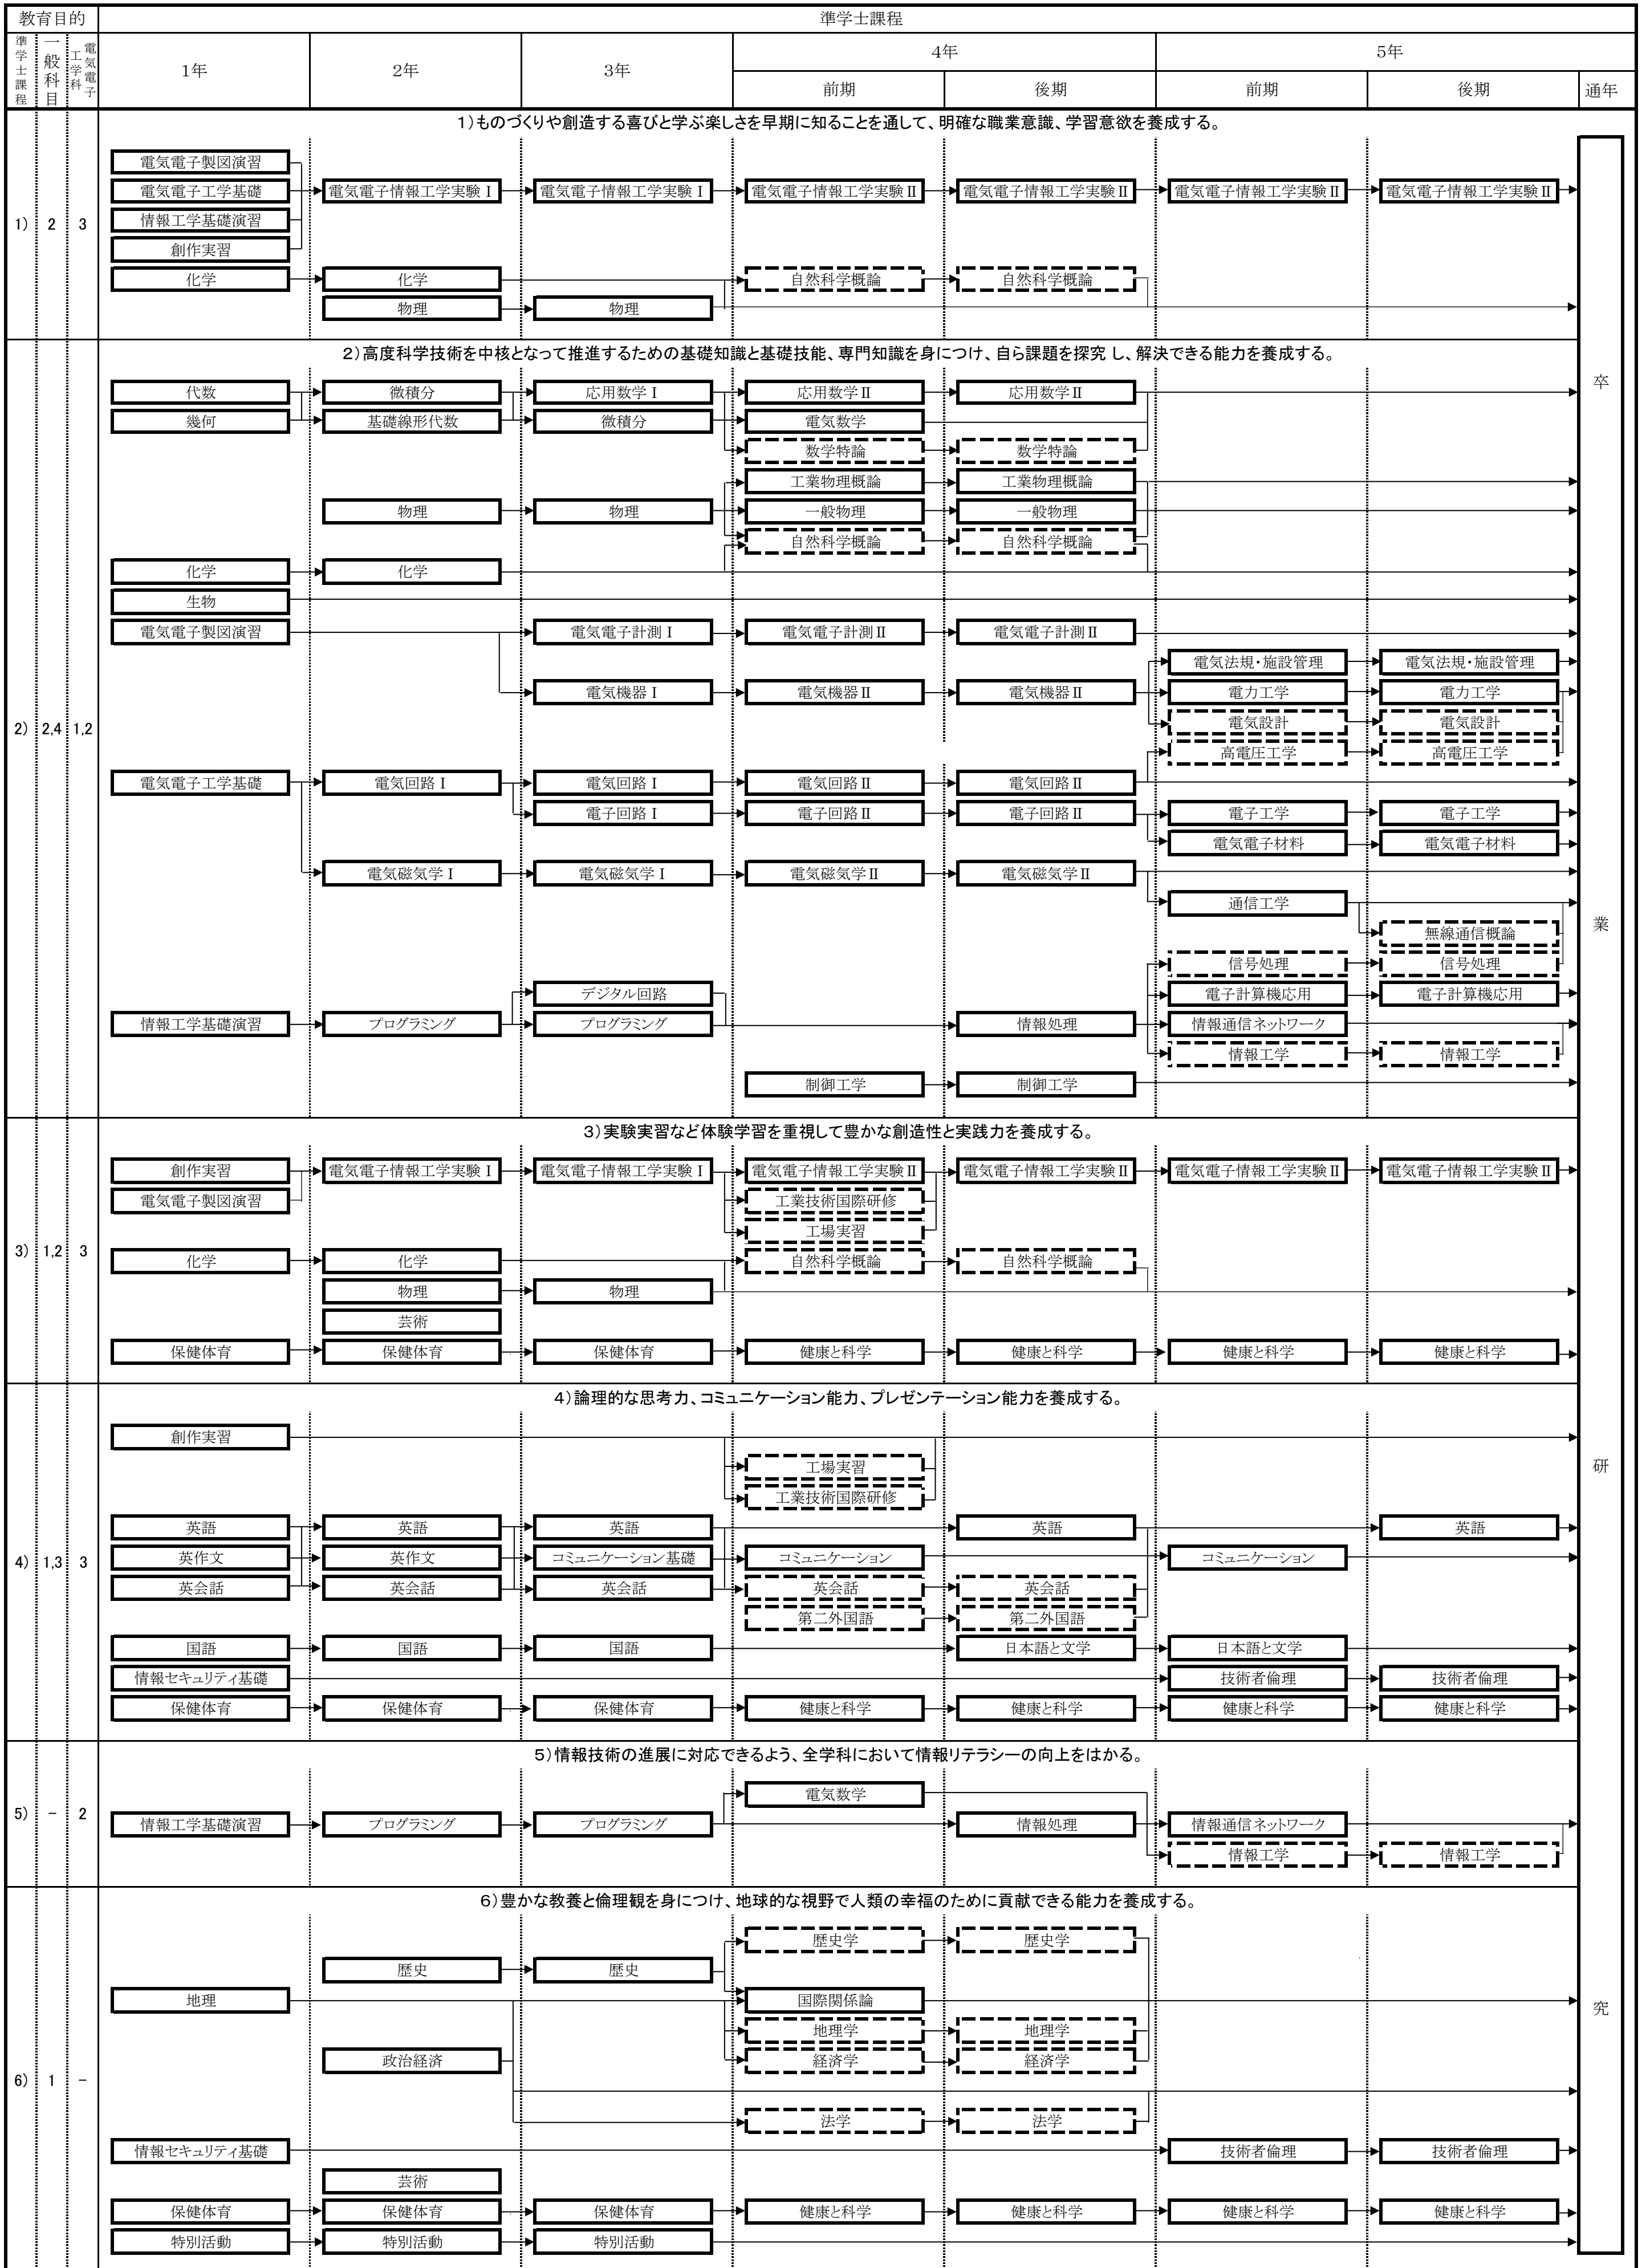 教育目的 準学士課程
準学士課程 一般科目 電気電子工学科 1年 2年 3年 4年 5年
前期 後期 前期 後期 通年
1)ものづくりや創造する喜びと学ぶ楽しさを早期に知ることを通して、明確な職業意識、学習意欲を養成する。
電気電子製図演習
電気電子工学基礎 電気電子情報工学実験Ⅰ 電気電子情報工学実験Ⅰ 電気電子情報工学実験Ⅱ 電気電子情報工学実験Ⅱ 電気電子情報工学実験Ⅱ 電気電子情報工学実験Ⅱ
情報工学基礎演習
1) 2 3
創作実習
化学 化学 自然科学概論 自然科学概論
物理 物理
2)高度科学技術を中核となって推進するための基礎知識と基礎技能、専門知識を身につけ、自ら課題を探究 し、解決できる能力を養成する。
代数 微積分 応用数学Ⅰ 応用数学Ⅱ 応用数学Ⅱ
幾何 基礎線形代数 微積分 電気数学
数学特論 数学特論
工業物理概論 工業物理概論
物理 物理 一般物理 一般物理
自然科学概論 自然科学概論
化学 化学
生物
電気電子製図演習 電気電子計測Ⅰ 電気電子計測Ⅱ 電気電子計測Ⅱ
電気法規・施設管理 電気法規・施設管理
電気機器Ⅰ 電気機器Ⅱ 電気機器Ⅱ 電力工学 電力工学
2) 2,4 1,2 電気設計 電気設計
高電圧工学 高電圧工学
電気電子工学基礎 電気回路Ⅰ 電気回路Ⅰ 電気回路Ⅱ 電気回路Ⅱ
電子回路Ⅰ 電子回路Ⅱ 電子回路Ⅱ 電子工学 電子工学
電気電子材料 電気電子材料
電気磁気学Ⅰ 電気磁気学Ⅰ 電気磁気学Ⅱ 電気磁気学Ⅱ
通信工学
無線通信概論
信号処理 信号処理
デジタル回路 電子計算機応用 電子計算機応用
情報工学基礎演習 プログラミング プログラミング 情報処理 情報通信ネットワーク
情報工学 情報工学
制御工学 制御工学
3)実験実習など体験学習を重視して豊かな創造性と実践力を養成する。
創作実習 電気電子情報工学実験Ⅰ 電気電子情報工学実験Ⅰ 電気電子情報工学実験Ⅱ 電気電子情報工学実験Ⅱ 電気電子情報工学実験Ⅱ 電気電子情報工学実験Ⅱ
電気電子製図演習 工業技術国際研修
工場実習
3) 1,2 3 化学 化学 自然科学概論 自然科学概論
物理 物理
芸術
保健体育 保健体育 保健体育 健康と科学 健康と科学 健康と科学 健康と科学
4)論理的な思考力、コミュニケーション能力、プレゼンテーション能力を養成する。
創作実習
工場実習
工業技術国際研修
英語 英語 英語 英語 英語
4) 1,3 3 英作文 英作文 コミュニケーション基礎 コミュニケーション コミュニケーション
英会話 英会話 英会話 英会話 英会話
第二外国語 第二外国語
国語 国語 国語 日本語と文学 日本語と文学
情報セキュリティ基礎 技術者倫理 技術者倫理
保健体育 保健体育 保健体育 健康と科学 健康と科学 健康と科学 健康と科学
5)情報技術の進展に対応できるよう、全学科において情報リテラシーの向上をはかる。
電気数学
5) − 2 情報工学基礎演習 プログラミング プログラミング 情報処理 情報通信ネットワーク
情報工学 情報工学
6)豊かな教養と倫理観を身につけ、地球的な視野で人類の幸福のために貢献できる能力を養成する。
歴史学 歴史学
歴史 歴史
地理 国際関係論
地理学 地理学
政治経済 経済学 経済学
6) 1 −
法学 法学
情報セキュリティ基礎 技術者倫理 技術者倫理
芸術
保健体育 保健体育 保健体育 健康と科学 健康と科学 健康と科学 健康と科学
特別活動 特別活動 特別活動
卒業研究